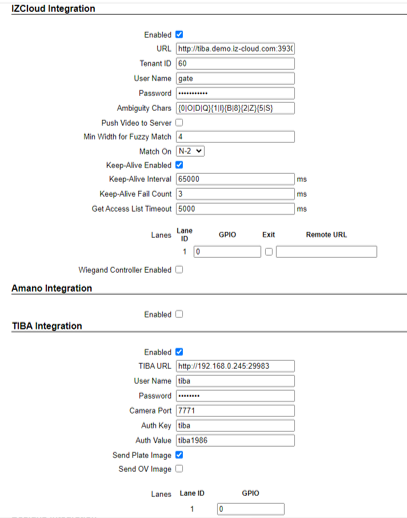 IZCloud Integration
Enabled
URL http://tiba.demo.iz-cloud.com:3930
Tenant ID 60
User Name gate
Password •••••••••••
Ambiguity Chars {0|O|D|Q}{1|I}{B|8}{2|Z}{5|S}
Push Video to Server
Min Width for Fuzzy Match 4
Match On N-2
Keep-Alive Enabled
Keep-Alive Interval 65000 ms
Keep-Alive Fail Count 3 ms
Get Access List Timeout 5000 ms
Lanes Lane ID GPIO Exit Remote URL
1 0
Wiegand Controller Enabled
Amano Integration
Enabled
TIBA Integration
Enabled
TIBA URL http://192.168.0.245:29983
User Name tiba
Password ••••••••
Camera Port 7771
Auth Key tiba
Auth Value tiba1986
Send Plate Image
Send OV Image
Lanes Lane ID GPIO
1 0